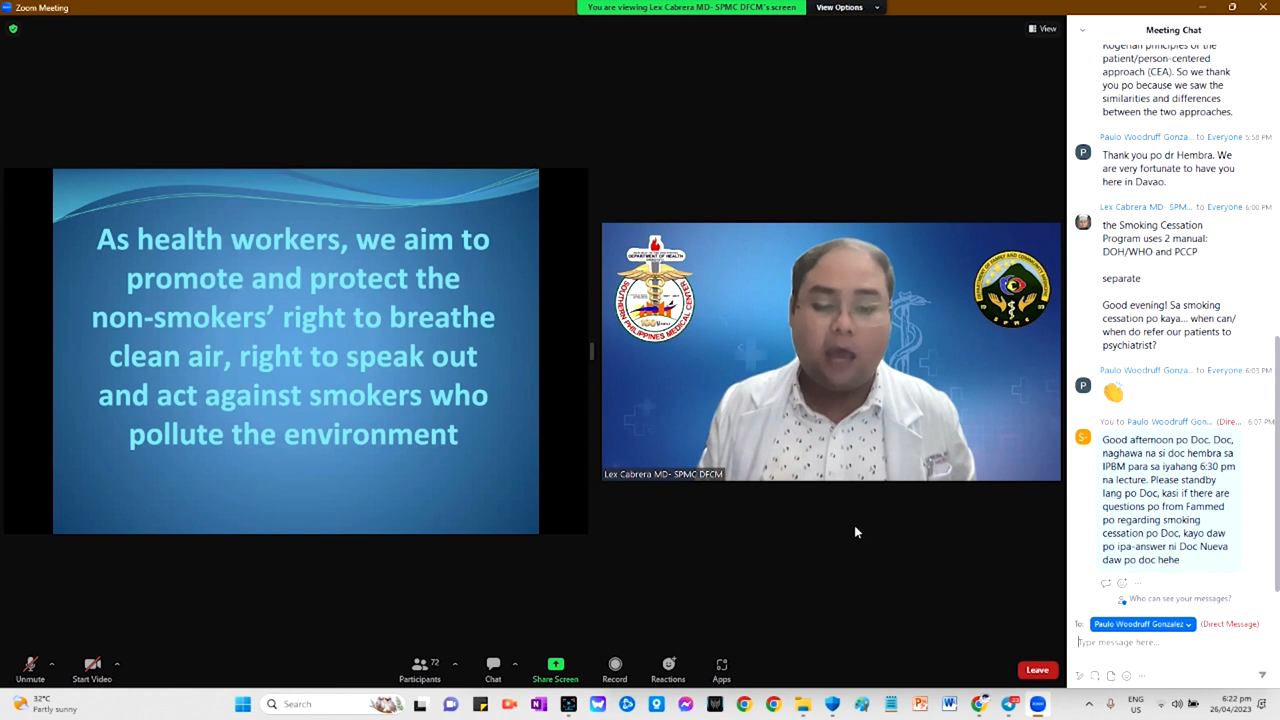 Zoom Meeting
You are viewing Lex Cabrera MD- SPMC DFCM's screen
View Options
View
As health workers, we aim to
promote and protect the
non-smokers' right to breathe
clean air, right to speak out
and act against smokers who
pollute the environment
DEPARTMENT OF HEALTH
SOUTHERN PHILIPPINES MEDICAL CENTER
Lex Cabrera MD- SPMC DFCM
Meeting Chat
Rogerian principles of the
patient/person-centered
approach (CEA). So we thank
you po because we saw the
similarities and differences
between the two approaches.
Paulo Woodruff Gonza... to Everyone 5:58 PM
P
Thank you po dr Hembra. We
are very fortunate to have you
here in Davao.
Lex Cabrera MD- SPM... to Everyone 6:00 PM
the Smoking Cessation
Program uses 2 manual:
DOH/WHO and PCCP
separate
Good evening! Sa smoking
cessation po kaya... when can/
when do refer our patients to
psychiatrist?
Paulo Woodruff Gonza... to Everyone 6:03 PM
P
You to Paulo Woodruff Gon... (Dire... 6:07 PM
S-
Good afternoon po Doc. Doc,
naghawa na si doc hembra sa
IPBM para sa iyahang 6:30 pm
na lecture. Please standby
lang po Doc, kasi if there are
questions po from Fammed
po regarding smoking
cessation po Doc, kayo daw
po ipa-answer ni Doc Nueva
daw po doc hehe
Who can see your messages?
To: Paulo Woodruff Gonzalez (Direct Message)
Type message here...
Unmute
Start Video
72
Participants
Chat
Share Screen
Record
Reactions
Apps
Leave
32°C
Partly sunny
Search
ENG
US
6:22 pm
26/04/2023